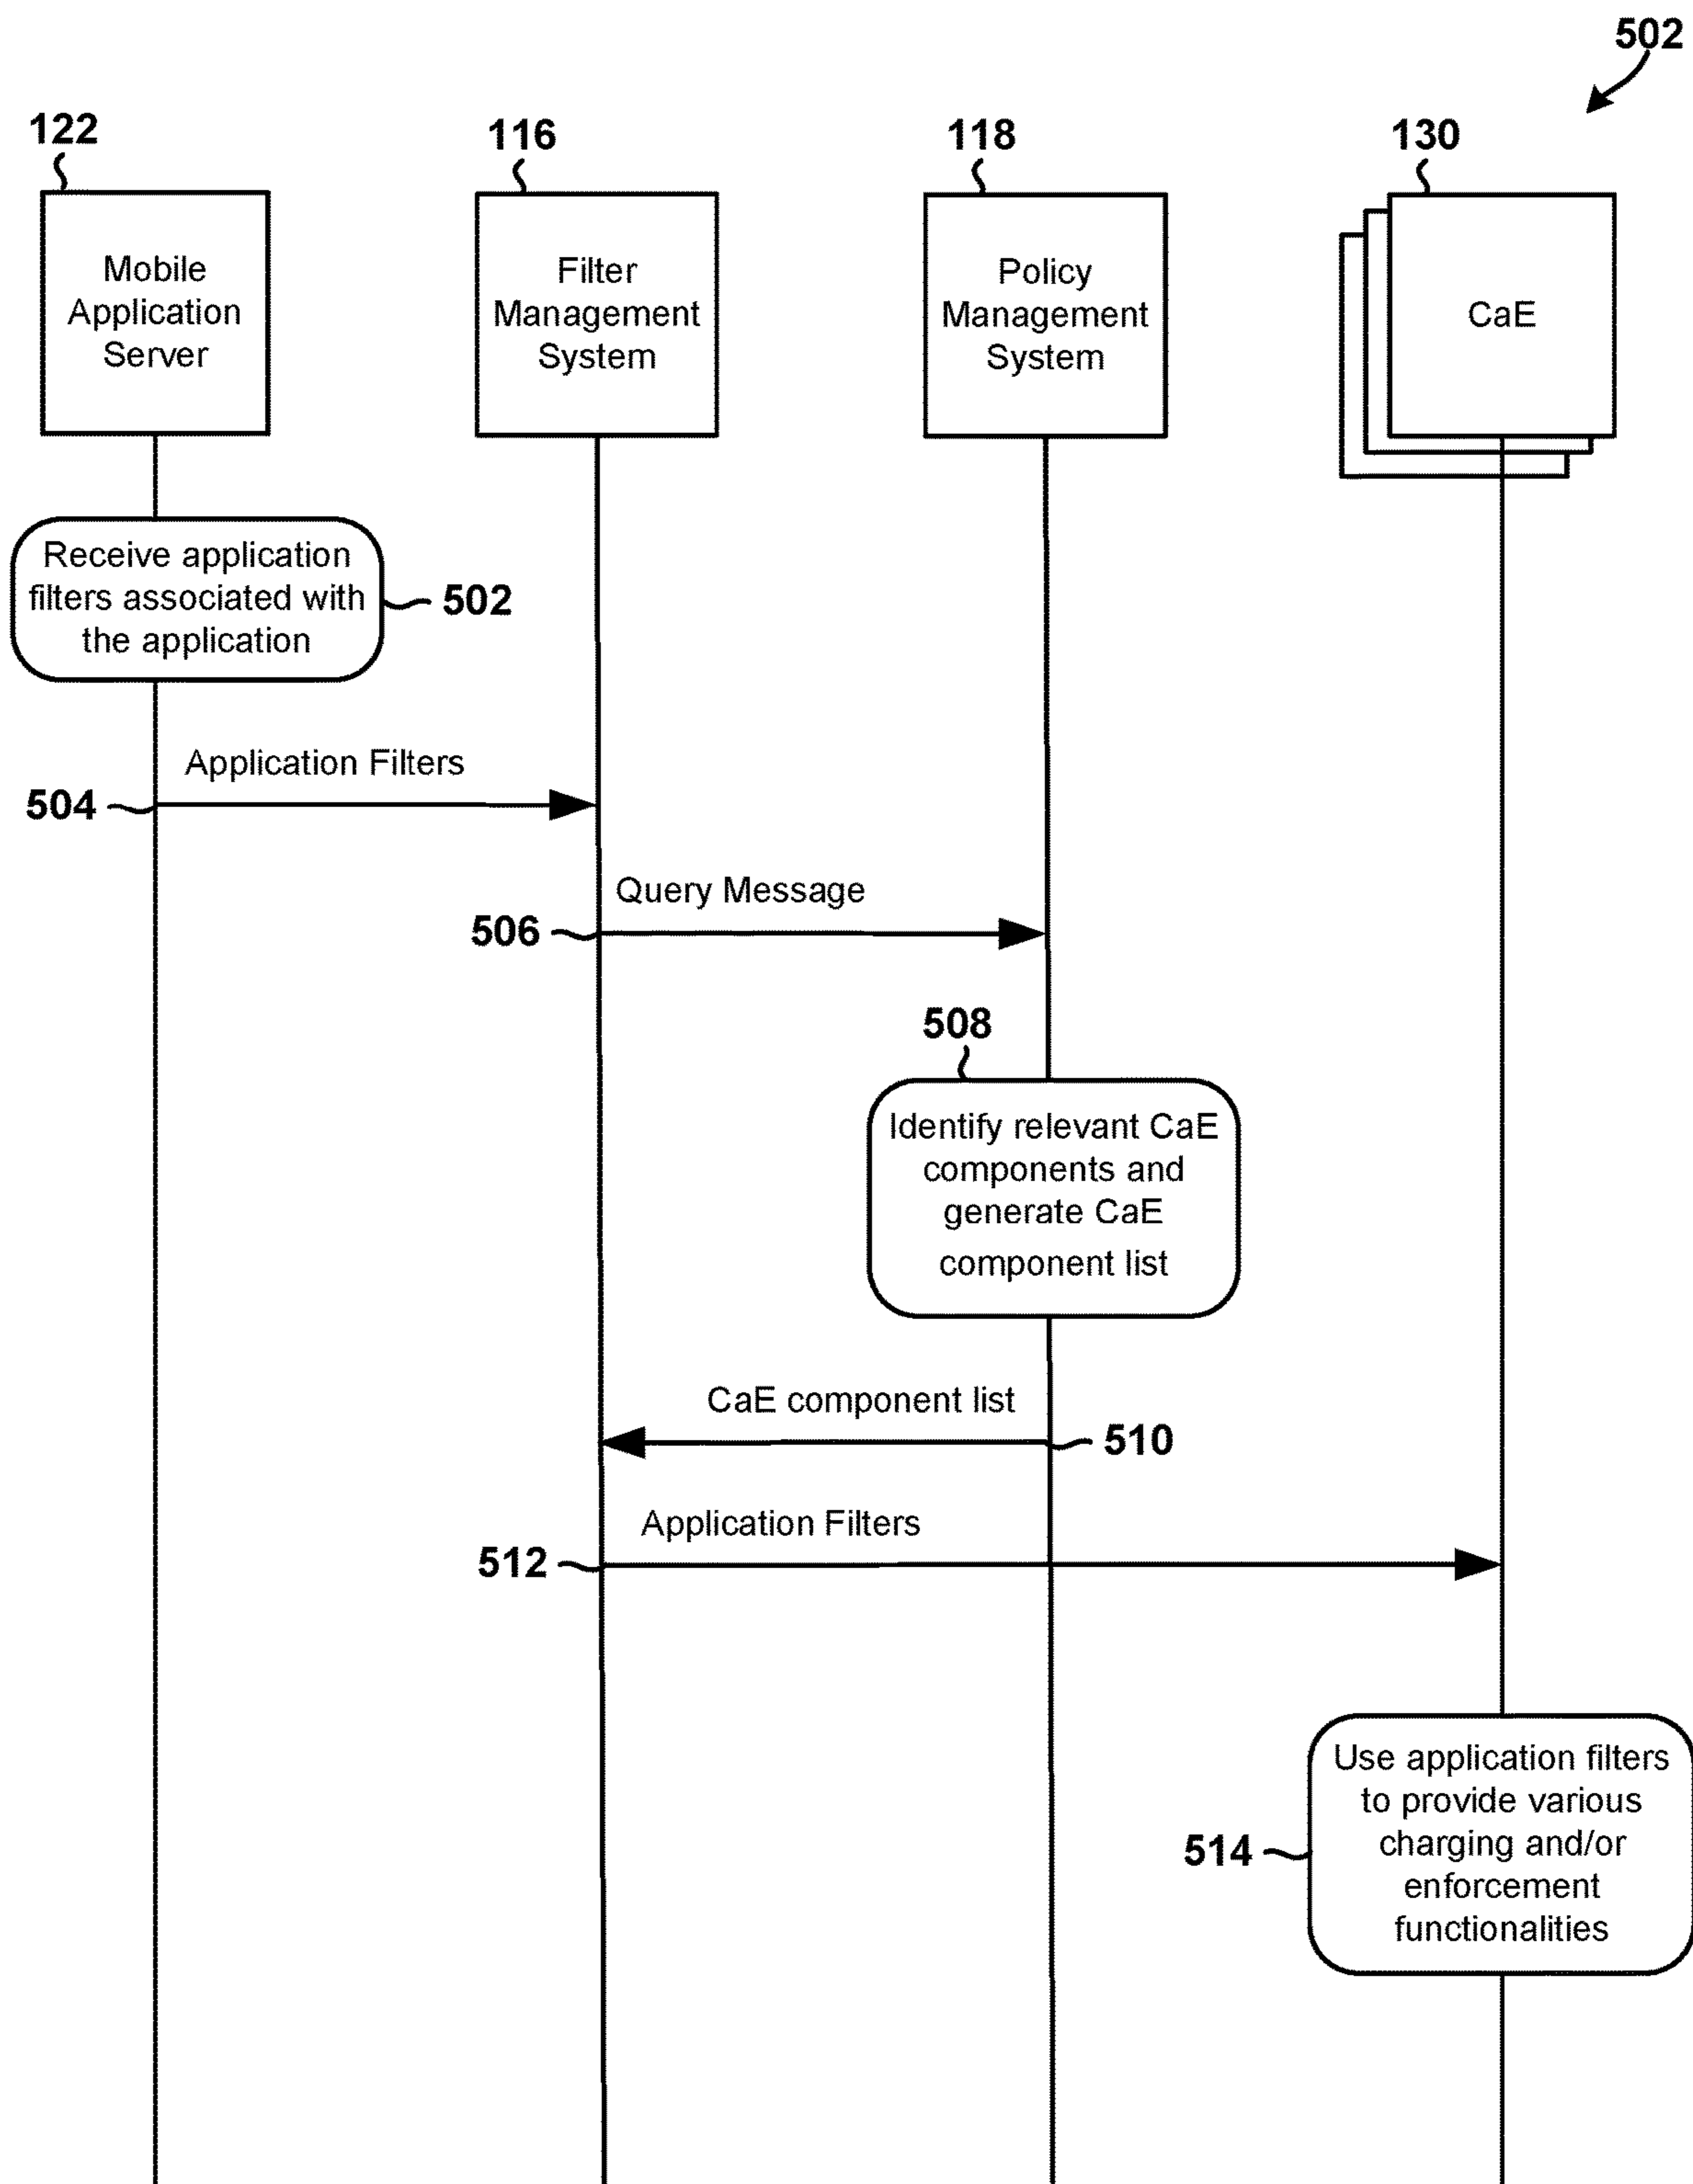 502
122
116
118
130
Mobile
Application
Server
Filter
Management
System
Policy
Management
System
CaE
Receive application
filters associated with
the application
502
Application Filters
504
Query Message
506
508
Identify relevant CaE
components and
generate CaE
component list
CaE component list
510
Application Filters
512
Use application filters
to provide various
charging and/or
enforcement
functionalities
514